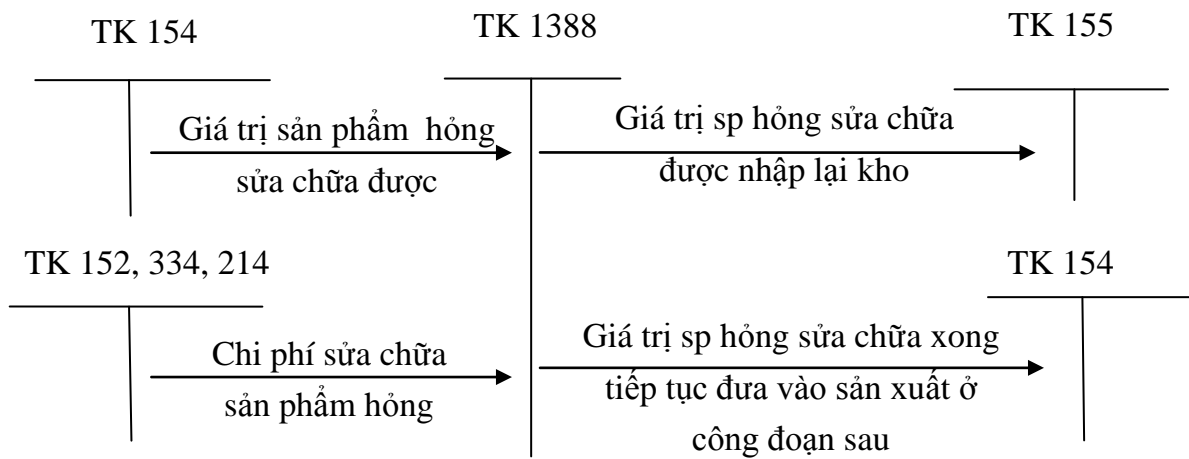 TK 154
TK 1388
TK 155
Giá trị sản phẩm hỏng
sửa chữa được
Giá trị sp hỏng sửa chữa
được nhập lại kho
TK 152, 334, 214
TK 154
Chi phí sửa chữa
sản phẩm hỏng
Giá trị sp hỏng sửa chữa xong
tiếp tục đưa vào sản xuất ở
công đoạn sau